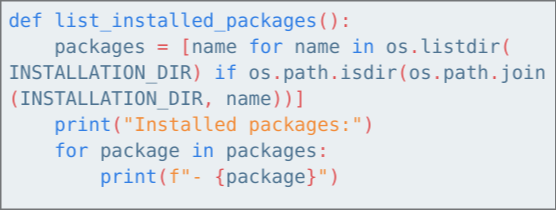 def list_installed_packages():
    packages = [name for name in os.listdir(
INSTALLATION_DIR) if os.path.isdir(os.path.join
(INSTALLATION_DIR, name))]
    print("Installed packages:")
    for package in packages:
        print(f"- {package}")